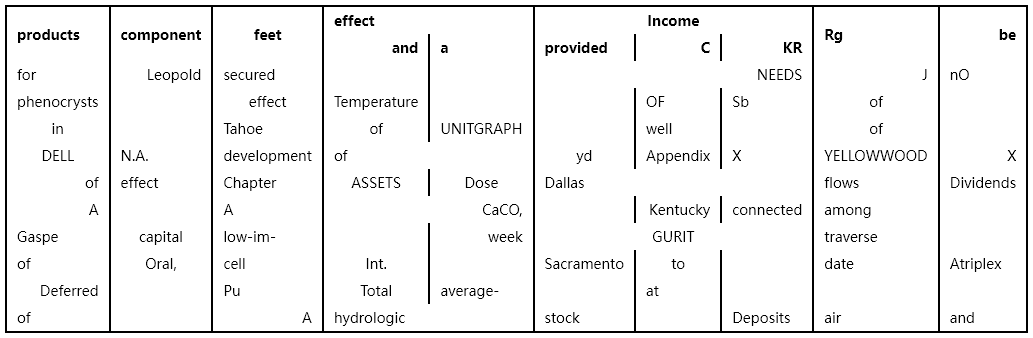 effect Income
products component feet Rg be
and a provided C KR
for Leopold secured NEEDS J nO
phenocrysts effect Temperature OF Sb of
in Tahoe of UNITGRAPH well of
DELL N.A. development of yd Appendix X YELLOWWOOD X
of effect Chapter ASSETS Dose Dallas flows Dividends
A A CaCO, Kentucky connected among
Gaspe capital low-im- week GURIT traverse
of Oral, cell Int. Sacramento to date Atriplex
Deferred Pu Total average- at
of A hydrologic stock Deposits air and